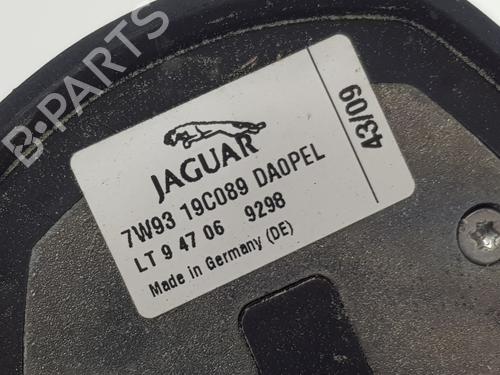 B-PARTS
JAGUAR
7W93 19C089 DA0PEL
LT 9 47 06 9298
Made in Germany (DE)
43/09